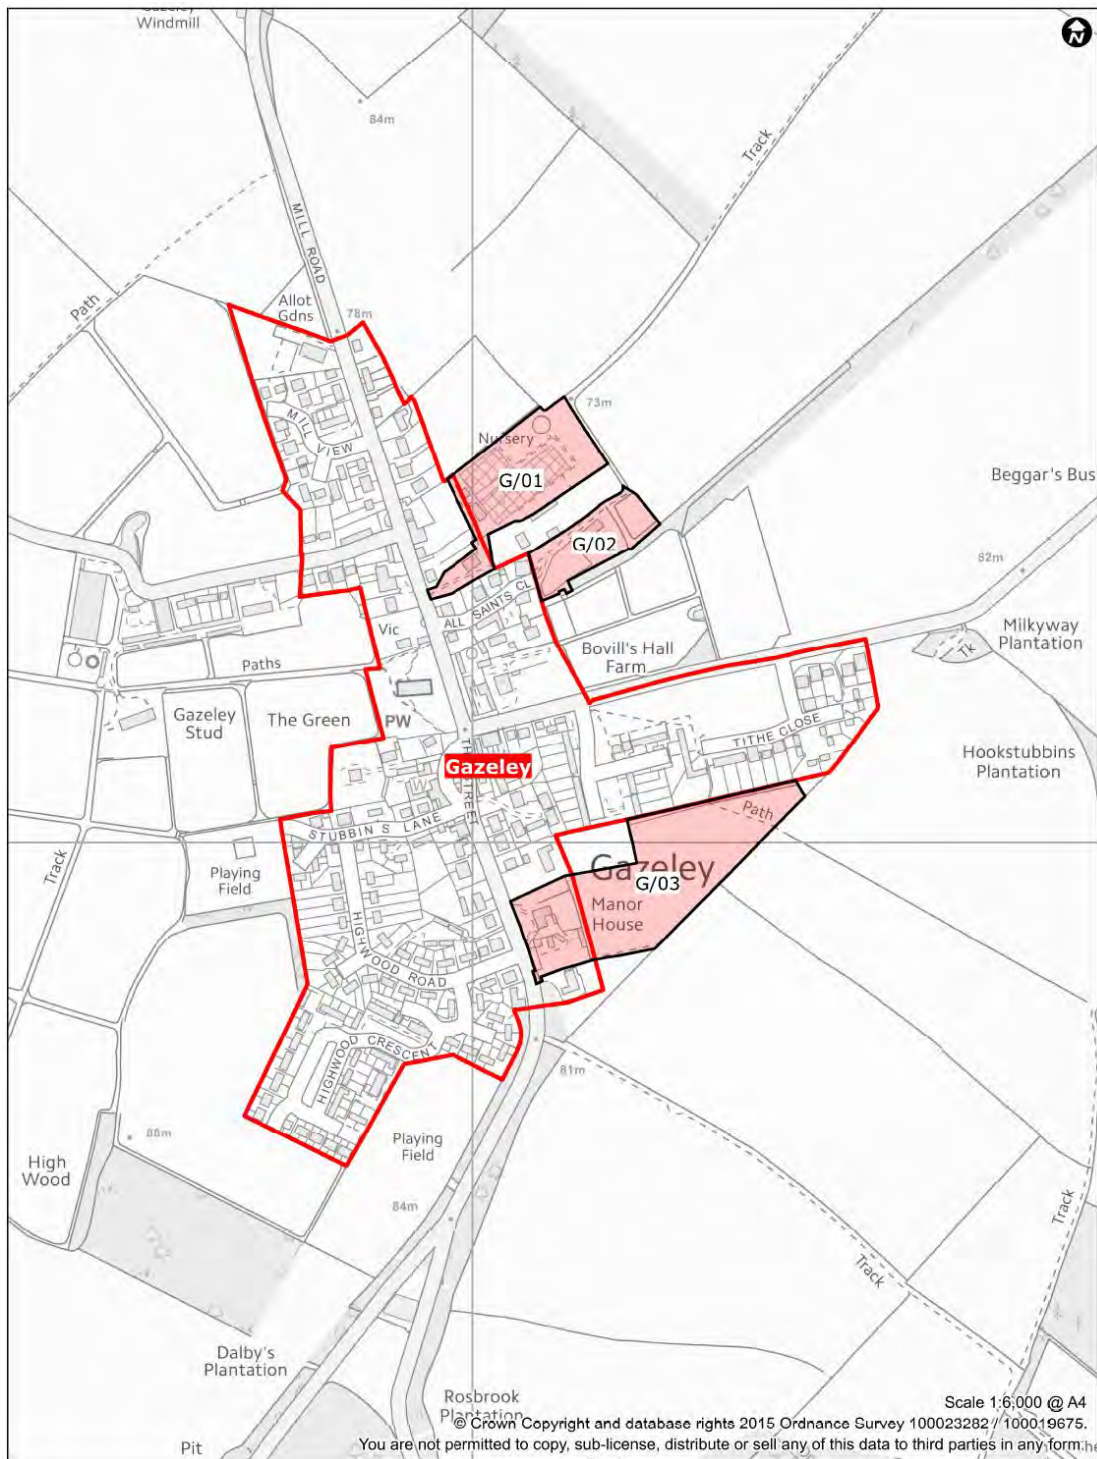 Gazeley
Windmill
84m
Track
MILL ROAD
Path
Allot
Gdns
78m
73m
Nursery
MILL VIEW
G/01
Beggar's Bus
G/02
82m
ALL SAINTS CL
Vic
Milkyway
Plantation
Tk
Bovill's Hall
Farm
Paths
Gazeley
Stud
The Green
PW
TITHE CLOSE
THE STREET
Gazeley
Hookstubbins
Plantation
W
STUBBIN S LANE
Path
Track
Playing
Field
Gazeley
G/03
Manor
House
HIGHWOOD ROAD
HIGHWOOD CRESCENT
81m
88m
Playing
Field
High
Wood
84m
Track
Track
Dalby's
Plantation
Rosbrook
Plantation
Pit
Scale 1:6,000 @ A4
© Crown Copyright and database rights 2015 Ordnance Survey 100023282 / 100019675.
You are not permitted to copy, sub-license, distribute or sell any of this data to third parties in any form.